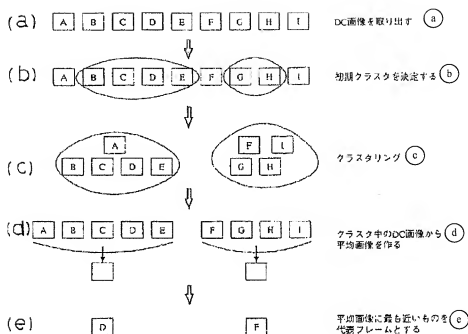 (a) A B C D E F G H I DC画像を取り出す a
(b) A B C D E F G H I 初期クラスタを決定する b
A F I
(c) B C D E G H クラスタリング c
(d) A B C D E F G H I クラスタ中のDC画像から d
平均画像を作る
(e) D F 平均画像に最も近いものを e
代表フレームとする